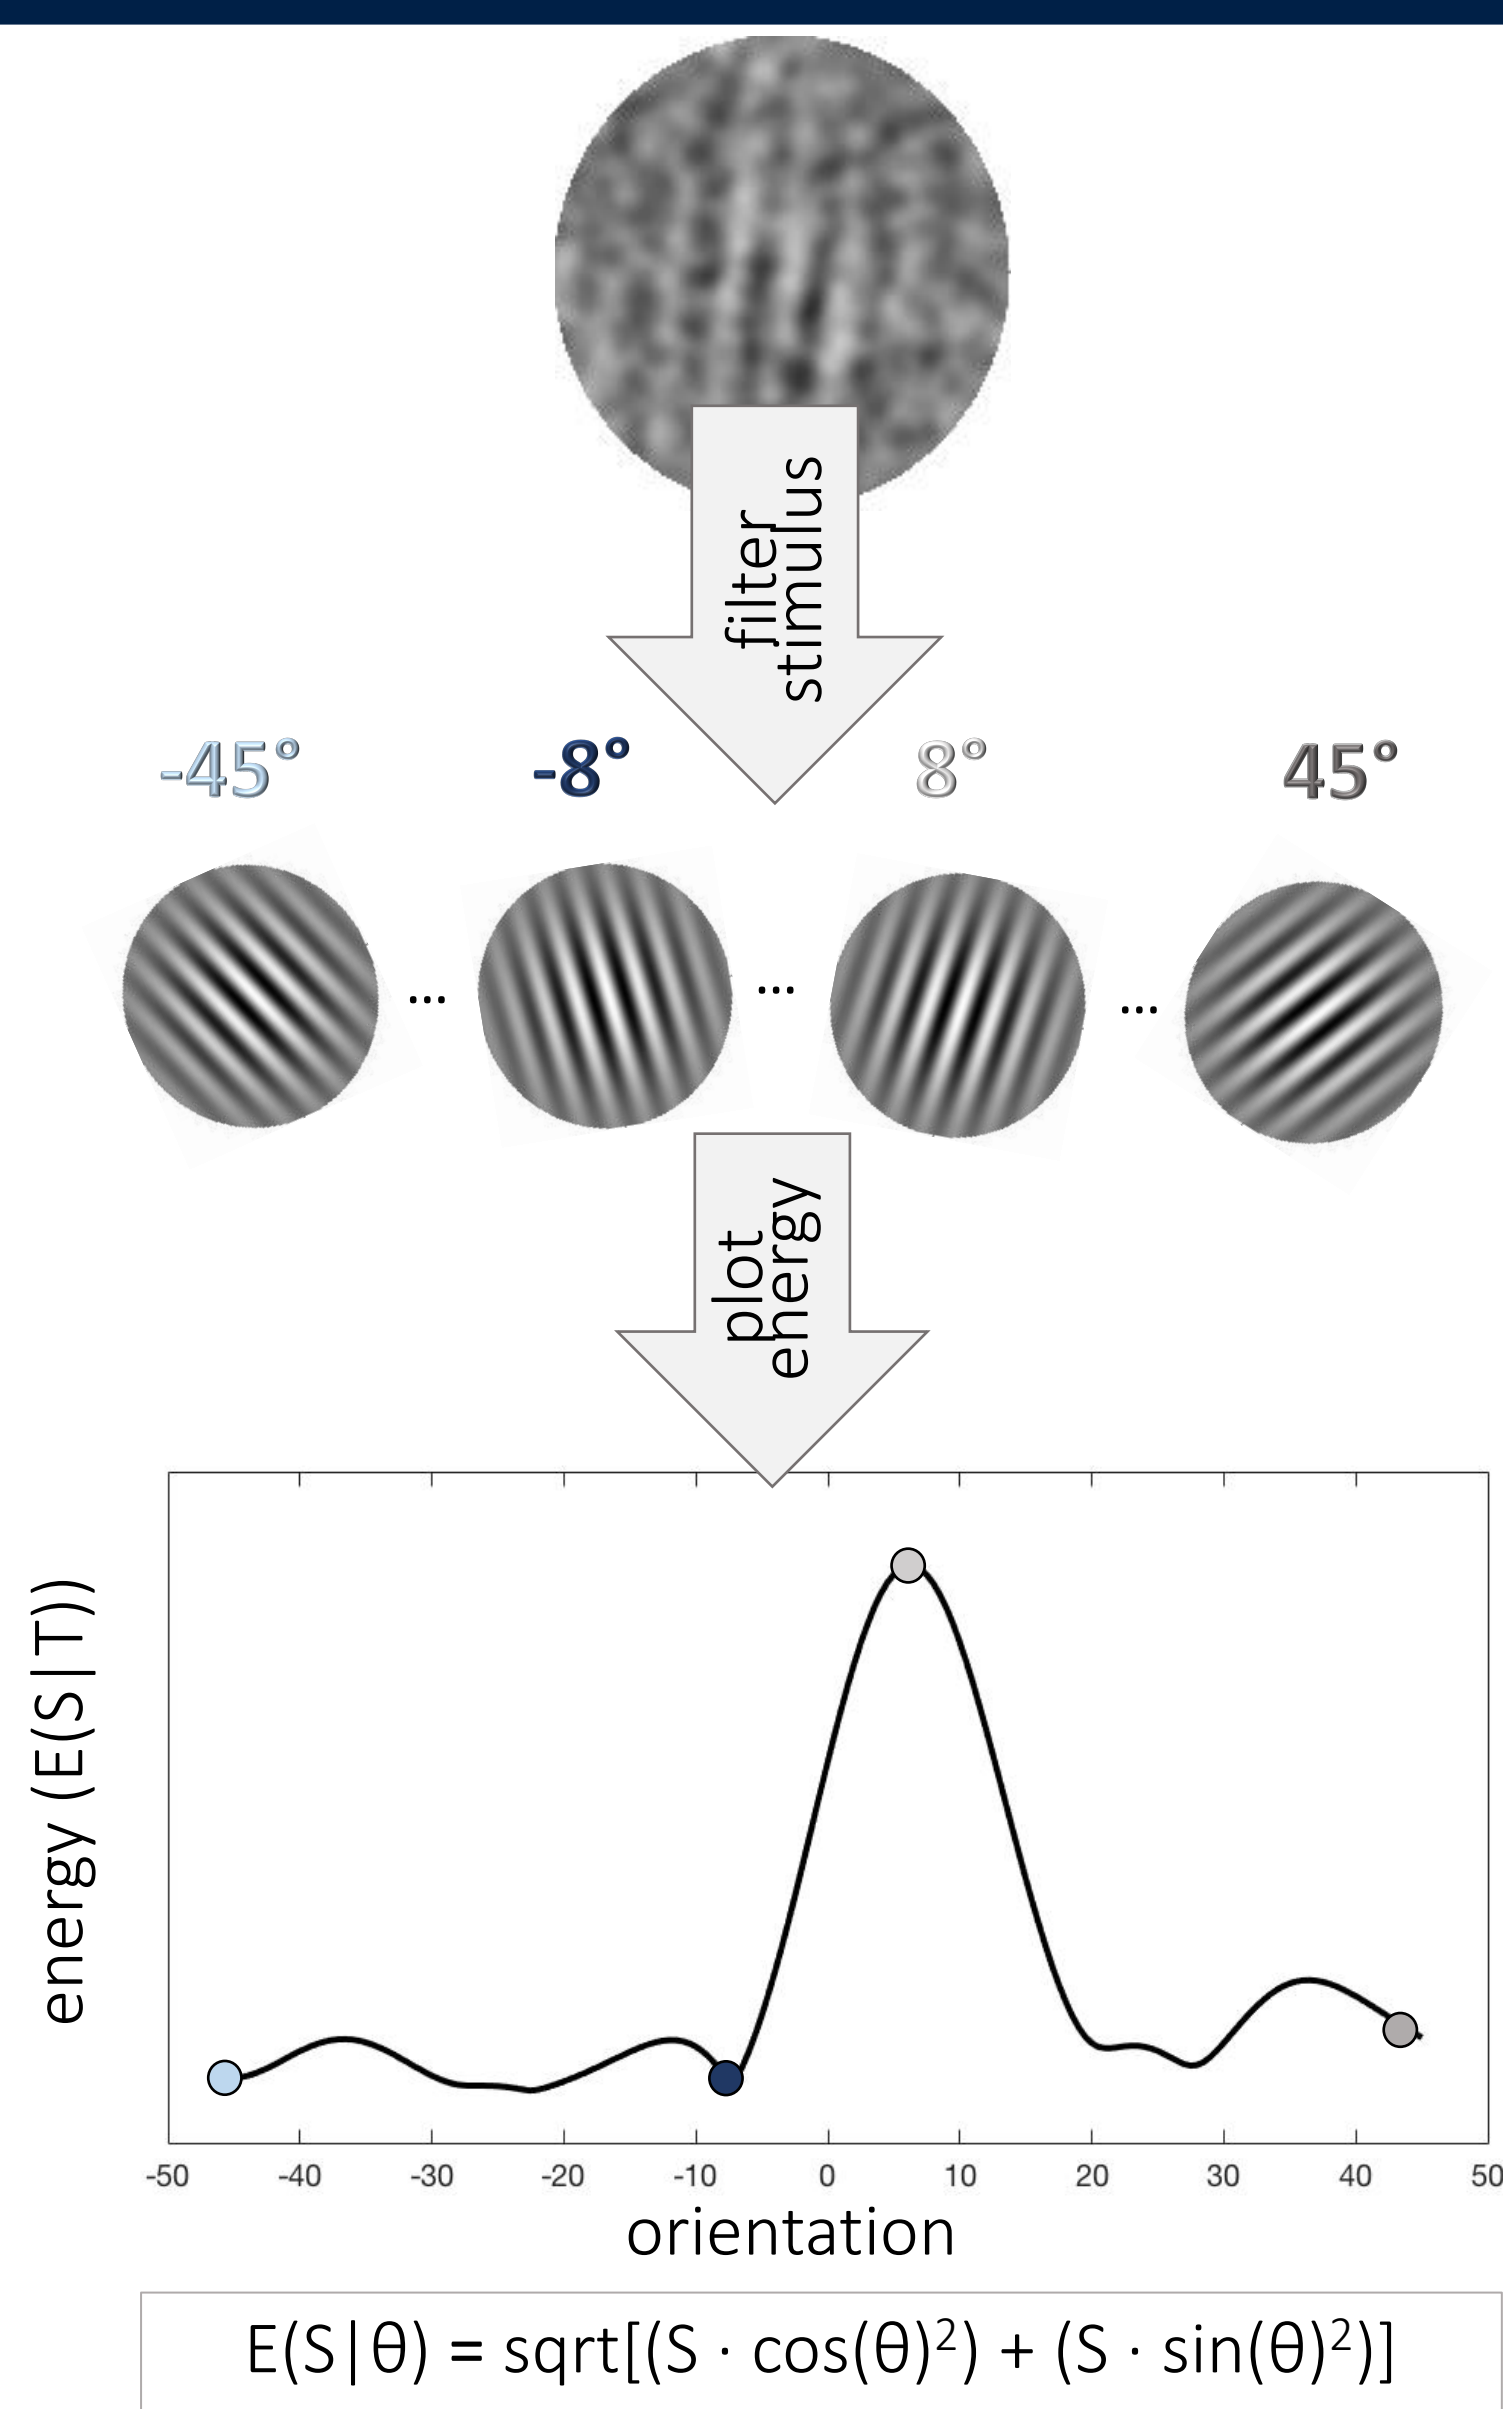 filter
stimulus
-45° -8° 8° 45°
... ... ...
plot
energy
energy (E(S|T))
-50 -40 -30 -20 -10 0 10 20 30 40 50
orientation
E(S|θ) = sqrt[(S · cos(θ)²) + (S · sin(θ)²)]